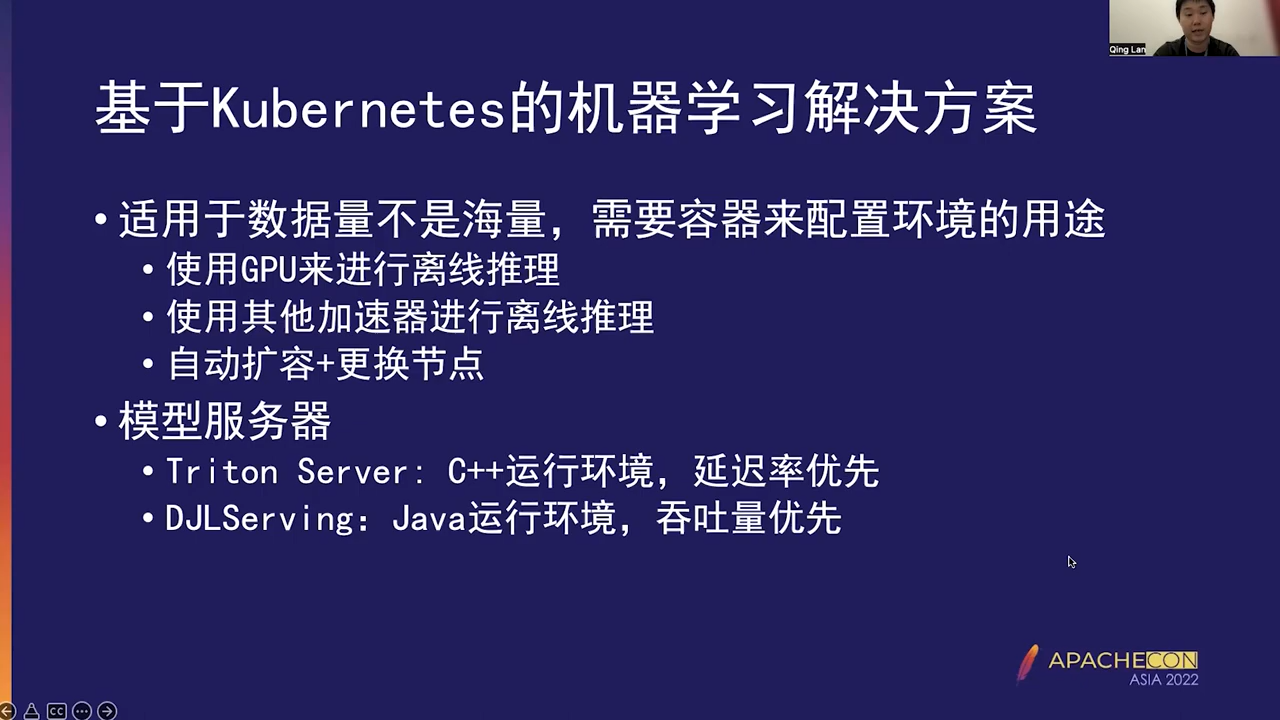 Qing Lan
基于Kubernetes的机器学习解决方案
• 适用于数据量不是海量，需要容器来配置环境的用途
• 使用GPU来进行离线推理
• 使用其他加速器进行离线推理
• 自动扩容+更换节点
• 模型服务器
• Triton Server: C++运行环境，延迟率优先
• DJLServing：Java运行环境，吞吐量优先
APACHECON
ASIA 2022
CC